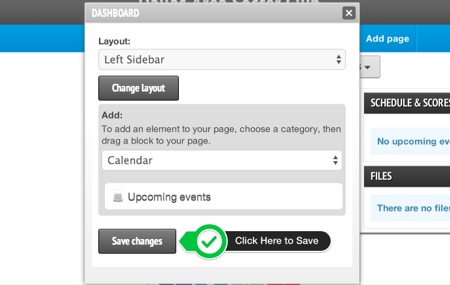 DASHBOARD
Layout:
Left Sidebar
Change layout
Add:
To add an element to your page, choose a category, then
drag a block to your page.
Calendar
Upcoming events
Save changes
Click Here to Save
Add page
SCHEDULE & SCORES
No upcoming eve
FILES
There are no files